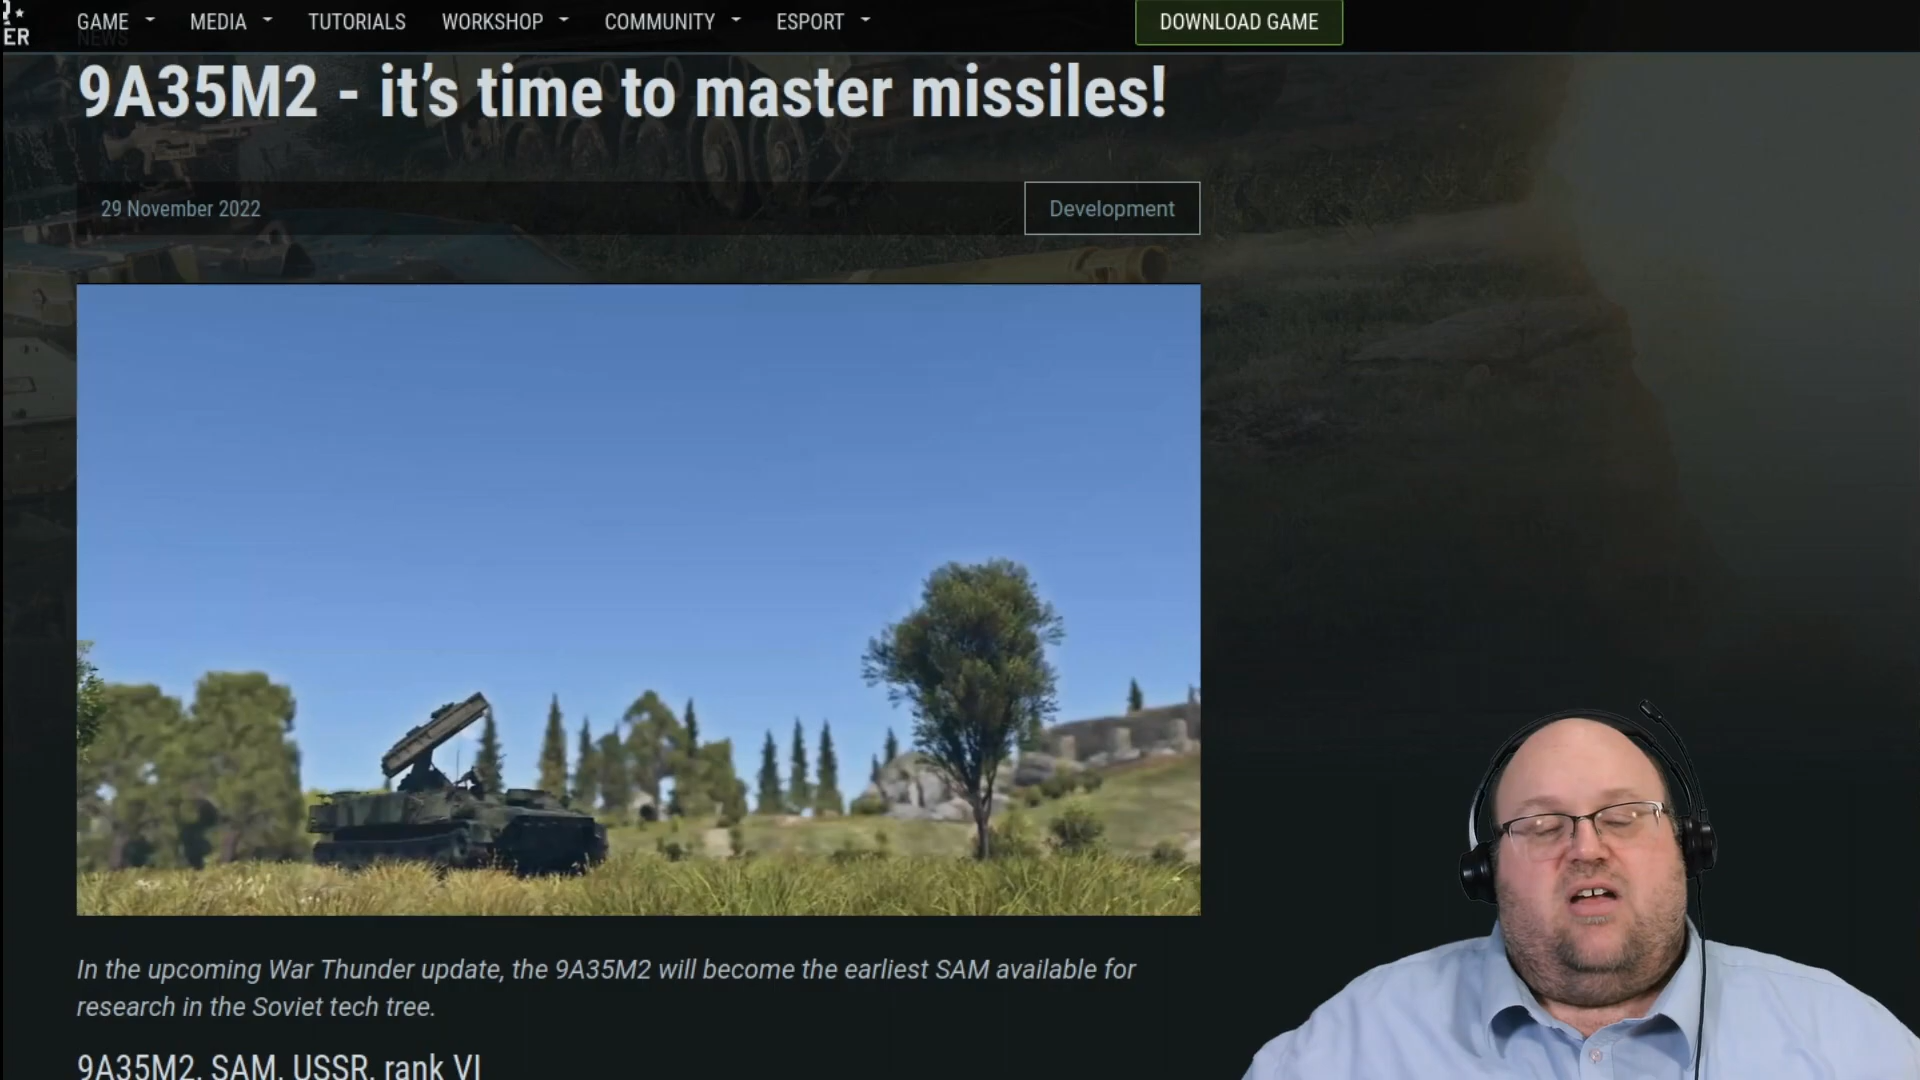 GAME MEDIA TUTORIALS WORKSHOP COMMUNITY ESPORT DOWNLOAD GAME
ER
NEWS
9A35M2 - it’s time to master missiles!
29 November 2022 Development
In the upcoming War Thunder update, the 9A35M2 will become the earliest SAM available for
research in the Soviet tech tree.
9A35M2, SAM, USSR, rank VI